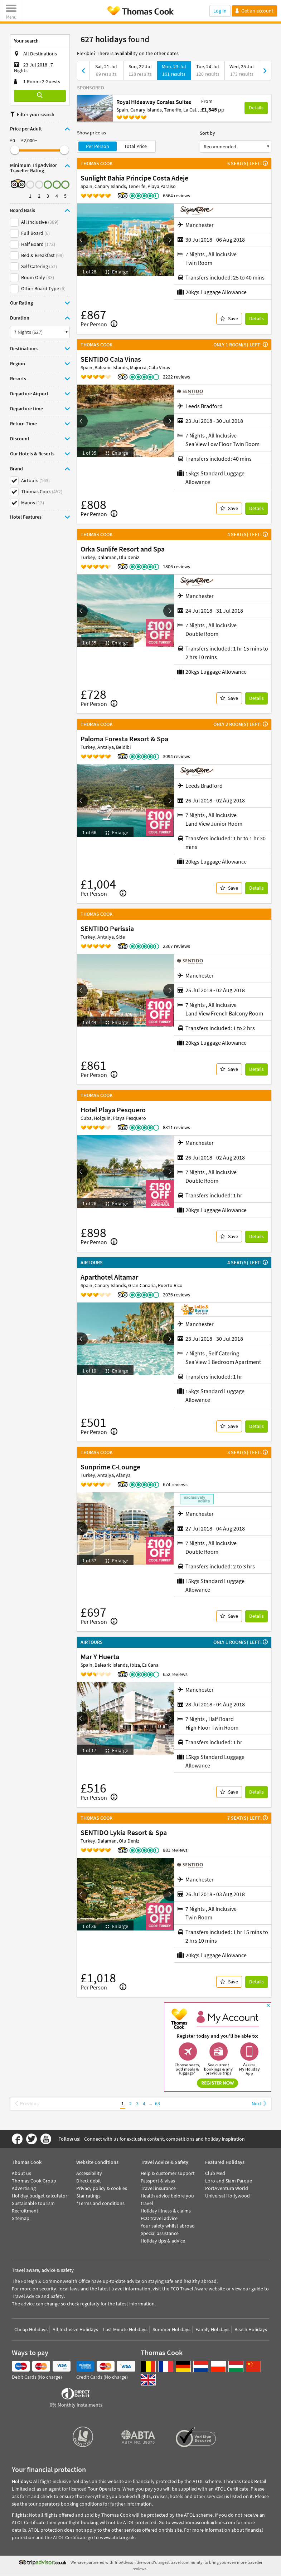 Menu
Thomas Cook
Log In
Get an account
Your search
All Destinations
23 Jul 2018 , 7 Nights
1 Room: 2 Guests
Filter your search
Price per Adult
£0 — £2,000+
Minimum TripAdvisor Traveller Rating
1 2 3 4 5
Board Basis
All Inclusive
Full Board
Half Board (173)
Bed & Breakfast
Self Catering
Room Only
Other Board Type
Our Rating
Duration
7 Nights (627)
Destinations
Region
Resorts
Departure Airport
Departure time
Return Time
Discount
Our Hotels & Resorts
Brand
Airtours
Thomas Cook
Manos
Hotel Features
627 holidays found
Flexible? There is availability on the other dates
Sat, 21 Jul
99 results
Sun, 22 Jul
128 results
Mon, 23 Jul
161 results
Tue, 24 Jul
120 results
Wed, 25 Jul
173 results
SPONSORED
Royal Hideaway Corales Suites
Spain, Canary Islands, Tenerife, La Cal...
From:
£1,345 pp
Details
Show price as
Per Person
Total Price
Sort by
Recommended
THOMAS COOK
6 SEAT(S) LEFT!
Sunlight Bahia Principe Costa Adeje
Spain, Canary Islands, Tenerife, Playa Paraiso
6564 reviews
Signature
Manchester
30 Jul 2018 - 06 Aug 2018
7 Nights , All Inclusive
Twin Room
Transfers included: 25 to 40 mins
20kgs Luggage Allowance
1 of 28
Enlarge
£867
Per Person
Save
Details
THOMAS COOK
ONLY 1 ROOM(S) LEFT!
SENTIDO Cala Vinas
Spain, Balearic Islands, Majorca, Cala Vinas
2222 reviews
SENTIDO
Leeds Bradford
23 Jul 2018 - 30 Jul 2018
7 Nights , All Inclusive
Sea View Low Floor Twin Room
Transfers included: 40 mins
15kgs Standard Luggage Allowance
1 of 35
Enlarge
£808
Per Person
Save
Details
THOMAS COOK
8 SEAT(S) LEFT!
Orka Sunlife Resort and Spa
Turkey, Dalaman, Olu Deniz
1808 reviews
Signature
Manchester
24 Jul 2018 - 31 Jul 2018
7 Nights , All Inclusive
Double Room
Transfers included: 1 hr 15 mins to 2 hrs 10 mins
20kgs Luggage Allowance
1 of 35
Enlarge
£100 OFF
£728
Per Person
Save
Details
THOMAS COOK
ONLY 2 ROOM(S) LEFT!
Paloma Foresta Resort & Spa
Turkey, Antalya, Beldibi
3094 reviews
Signature
Leeds Bradford
26 Jul 2018 - 02 Aug 2018
7 Nights , All Inclusive
Land View Junior Room
Transfers included: 1 hr to 1 hr 30 mins
20kgs Luggage Allowance
1 of 66
Enlarge
£100 OFF
£1,004
Per Person
Save
Details
THOMAS COOK
SENTIDO Perissia
Turkey, Antalya, Side
2367 reviews
SENTIDO
Manchester
25 Jul 2018 - 02 Aug 2018
7 Nights , All Inclusive
Land View French Balcony Room
Transfers included: 1 to 2 hrs
20kgs Luggage Allowance
1 of 44
Enlarge
£100 OFF
£861
Per Person
Save
Details
THOMAS COOK
Hotel Playa Pesquero
Cuba, Holguin, Playa Pesquero
8311 reviews
Manchester
26 Jul 2018 - 02 Aug 2018
7 Nights , All Inclusive
Double Room
Transfers included: 1 hr
20kgs Luggage Allowance
1 of 26
Enlarge
£150 OFF
£898
Per Person
Save
Details
AIRTOURS
4 SEAT(S) LEFT!
Aparthotel Altamar
Spain, Canary Islands, Gran Canaria, Puerto Rico
2076 reviews
Manchester
23 Jul 2018 - 30 Jul 2018
7 Nights , Self Catering
Sea View 1 Bedroom Apartment
Transfers included: 1 hr
15kgs Standard Luggage Allowance
1 of 19
Enlarge
£501
Per Person
Save
Details
THOMAS COOK
3 SEAT(S) LEFT!
Sunprime C-Lounge
Turkey, Antalya, Alanya
674 reviews
Manchester
27 Jul 2018 - 04 Aug 2018
7 Nights , All Inclusive
Double Room
Transfers included: 2 to 3 hrs
15kgs Standard Luggage Allowance
1 of 37
Enlarge
£697
Per Person
Save
Details
AIRTOURS
ONLY 1 ROOM(S) LEFT!
Mar Y Huerta
Spain, Balearic Islands, Ibiza, Es Cana
652 reviews
Manchester
28 Jul 2018 - 04 Aug 2018
7 Nights , Half Board
High Floor Twin Room
Transfers included: 1 hr
15kgs Standard Luggage Allowance
1 of 17
Enlarge
£516
Per Person
Save
Details
THOMAS COOK
7 SEAT(S) LEFT!
SENTIDO Lykia Resort & Spa
Turkey, Dalaman, Olu Deniz
981 reviews
SENTIDO
Manchester
26 Jul 2018 - 03 Aug 2018
7 Nights , All Inclusive
Twin Room
Transfers included: 1 hr 15 mins to 2 hrs 10 mins
20kgs Luggage Allowance
1 of 36
Enlarge
£100 OFF
£1,018
Per Person
Save
Details
Thomas Cook
My Account
Register today and you'll be able to:
Choose seats, add meals & luggage*
See current bookings & any previous trips
Access My Holiday App
REGISTER NOW
Previous
1 2 3 4 ... 63
Next
Follow us! Connect with us for exclusive content, competitions and holiday inspiration
Thomas Cook
About us
Thomas Cook Group
Advertising
Holiday budget calculator
Sustainable tourism
Recruitment
Sitemap
Website Conditions
Accessibility
Direct debit
Privacy policy & cookies
Star ratings
*Terms and conditions
Travel Advice & Safety
Help & customer support
Passport & visas
Travel Insurance
Health advice before you travel
Holiday illness & claims
FCO travel advice
Your safety whilst abroad
Special assistance
Holiday tips & advice
Featured Holidays
Club Med
Loro and Siam Parque
PortAventura World
Universal Hollywood
Travel aware, advice & safety
The Foreign & Commonwealth Office have up-to-date advice on staying safe and healthy abroad.
For more on security, local laws and the latest travel information, visit the FCO Travel Aware website or view our guide to Travel Advice and Safety.
The advice can change so check regularly for the latest information.
Cheap Holidays All Inclusive Holidays Last Minute Holidays Summer Holidays Family Holidays Beach Holidays
Ways to pay
Debit Cards (No charge)
Credit Cards (No charge)
DIRECT Debit
0% Monthly Instalments
Thomas Cook
ABTA
VeriSign Secured
Your financial protection
Holidays: All flight-inclusive holidays on this website are financially protected by the ATOL scheme. Thomas Cook Retail Limited act as an agent for licenced Tour Operators. When you pay you will be supplied with an ATOL Certificate. Please ask for it and check to ensure that everything you booked (flights, cruises,hotels and other services) is listed on it. Please see the tour operators booking conditions for further information.
Flights: Not all flights offered and sold by Thomas Cook will be protected by the ATOL scheme. If you do not receive an ATOL Certificate then your flight booking will not be ATOL protected. Go to www.thomascookairlines.com for more detail. ATOL protection does not apply to the other services offered on this site. For more information about financial protection and the ATOL Certificate go to www.atol.org.uk.
tripadvisor.co.uk
We have partnered with TripAdvisor, the world's largest travel community, to bring you even more traveller reviews.